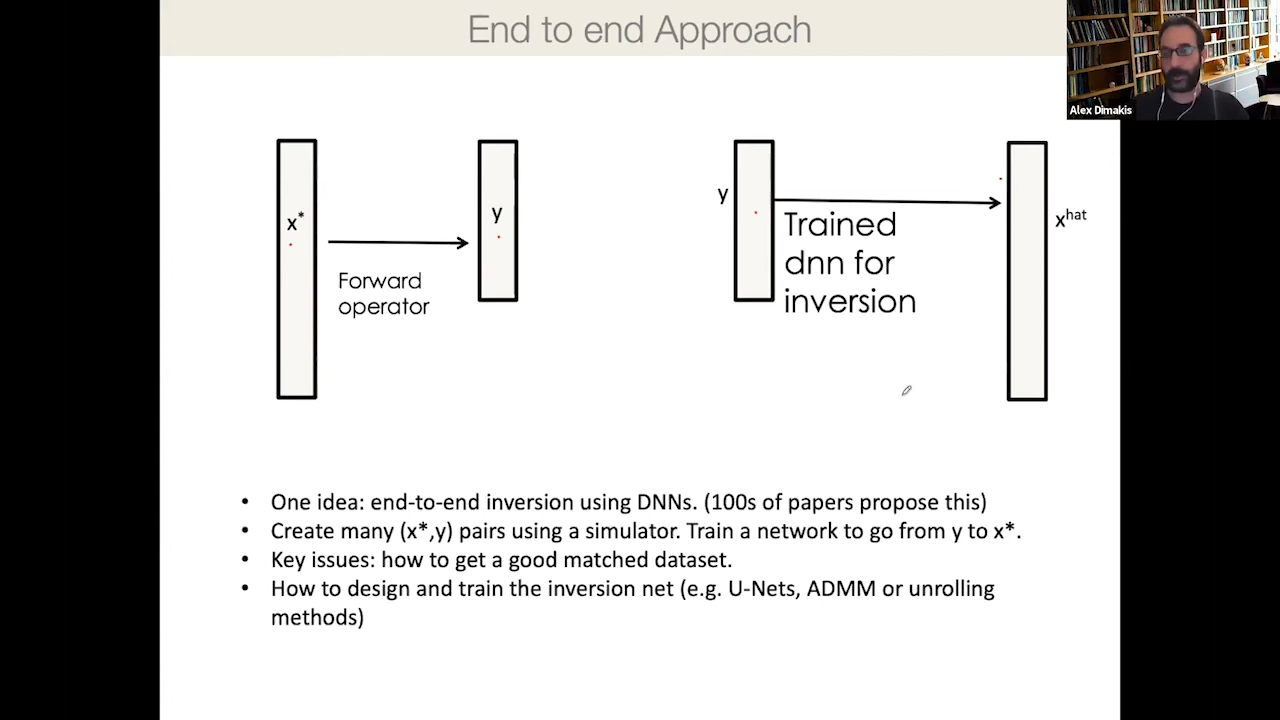 End to end Approach
Alex Dimakis
x*
y
Forward
operator
y
Trained
dnn for
inversion
xhat
• One idea: end-to-end inversion using DNNs. (100s of papers propose this)
• Create many (x*,y) pairs using a simulator. Train a network to go from y to x*.
• Key issues: how to get a good matched dataset.
• How to design and train the inversion net (e.g. U-Nets, ADMM or unrolling
methods)